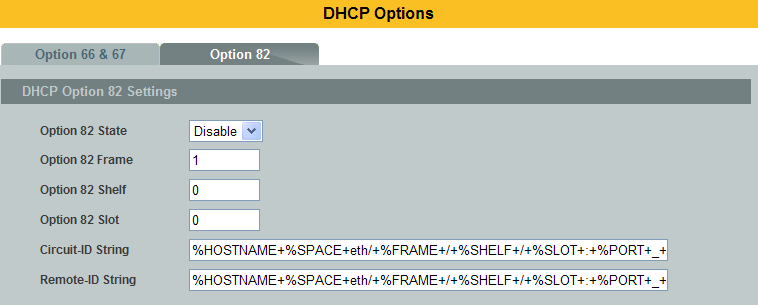 DHCP Options
Option 66 & 67 Option 82
DHCP Option 82 Settings
Option 82 State Disable
Option 82 Frame 1
Option 82 Shelf 0
Option 82 Slot 0
Circuit-ID String %HOSTNAME+%SPACE+eth/+%FRAME+/+%SHELF+/+%SLOT+:+%PORT+_+
Remote-ID String %HOSTNAME+%SPACE+eth/+%FRAME+/+%SHELF+/+%SLOT+:+%PORT+_+